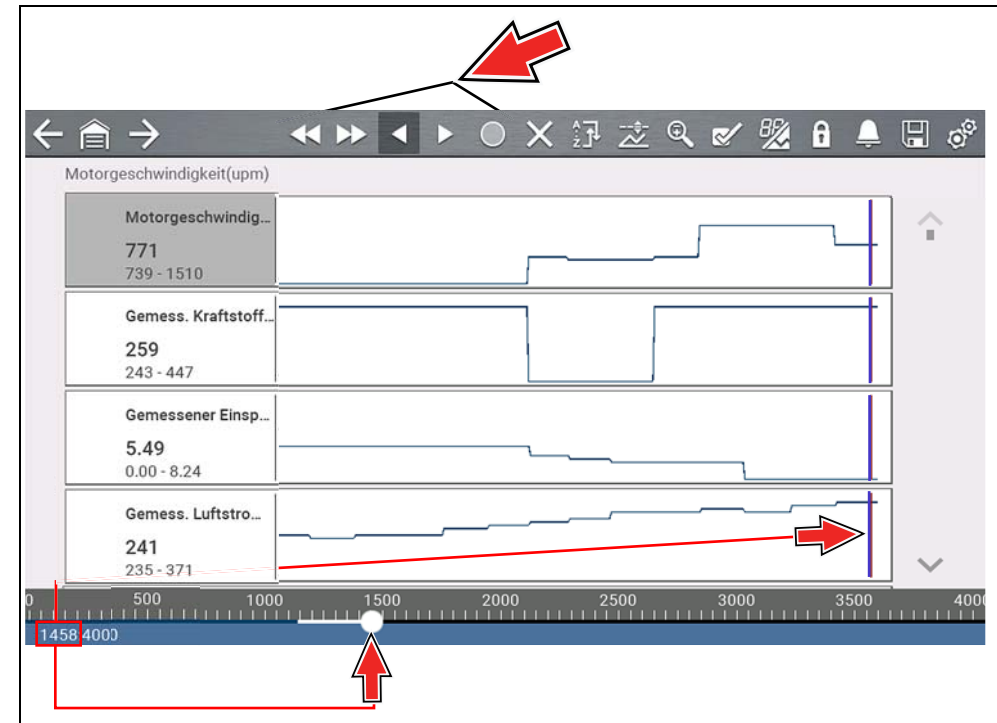 Motorgeschwindigkeit(upm)
Motorgeschwindig...
771
739 - 1510
Gemess. Kraftstoff...
259
243 - 447
Gemessener Einsp...
5.49
0.00 - 8.24
Gemess. Luftstro...
241
235 - 371
0 500 1000 1500 2000 2500 3000 3500 4000
1458/4000